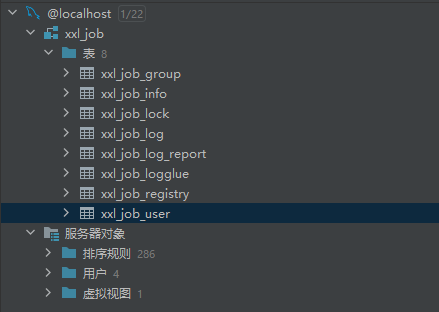 @localhost 1/22
xxl_job
表 8
xxl_job_group
xxl_job_info
xxl_job_lock
xxl_job_log
xxl_job_log_report
xxl_job_logglue
xxl_job_registry
xxl_job_user
服务器对象
排序规则 286
用户 4
虚拟视图 1